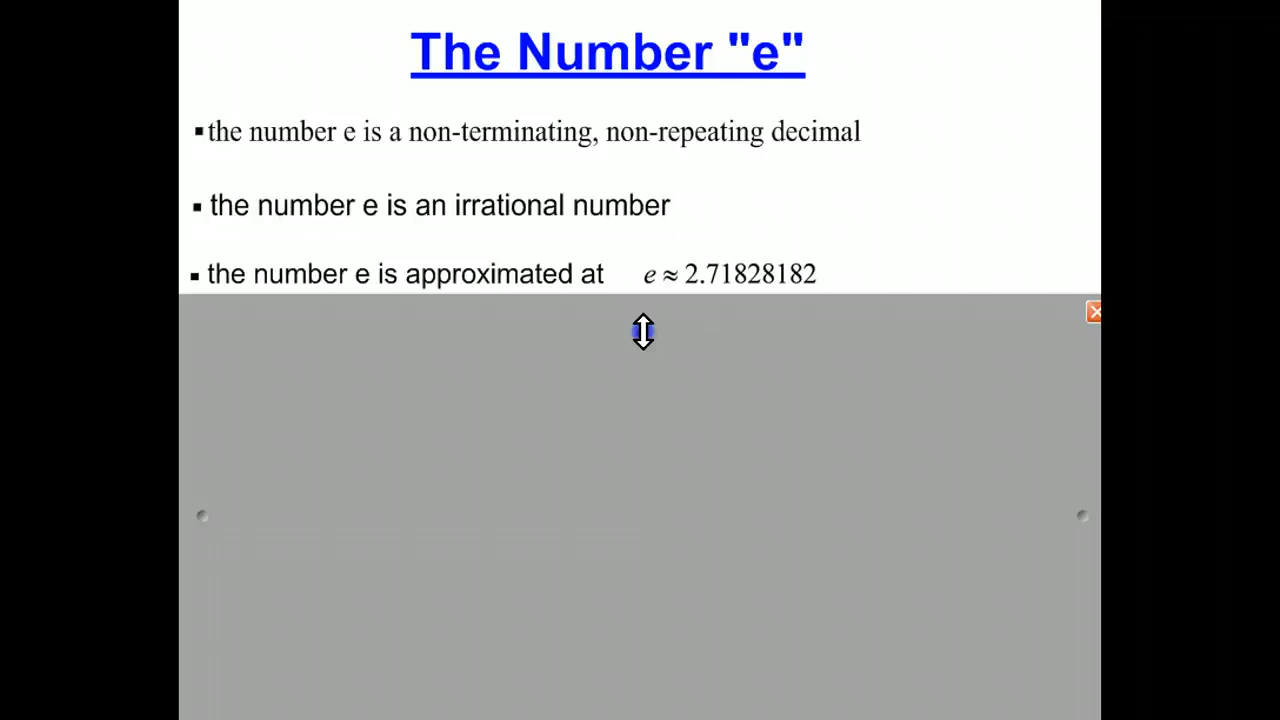 The Number "e"
▪the number e is a non-terminating, non-repeating decimal
▪ the number e is an irrational number
▪ the number e is approximated at e ≈ 2.71828182